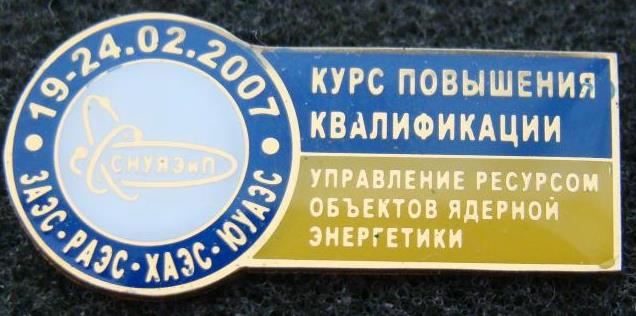 19-24.02.2007
СНУЯЭиП
ЗАЭС·РАЭС·ХАЭС·ЮУАЭС
КУРС ПОВЫШЕНИЯ
КВАЛИФИКАЦИИ
УПРАВЛЕНИЕ РЕСУРСОМ
ОБЪЕКТОВ ЯДЕРНОЙ
ЭНЕРГЕТИКИ